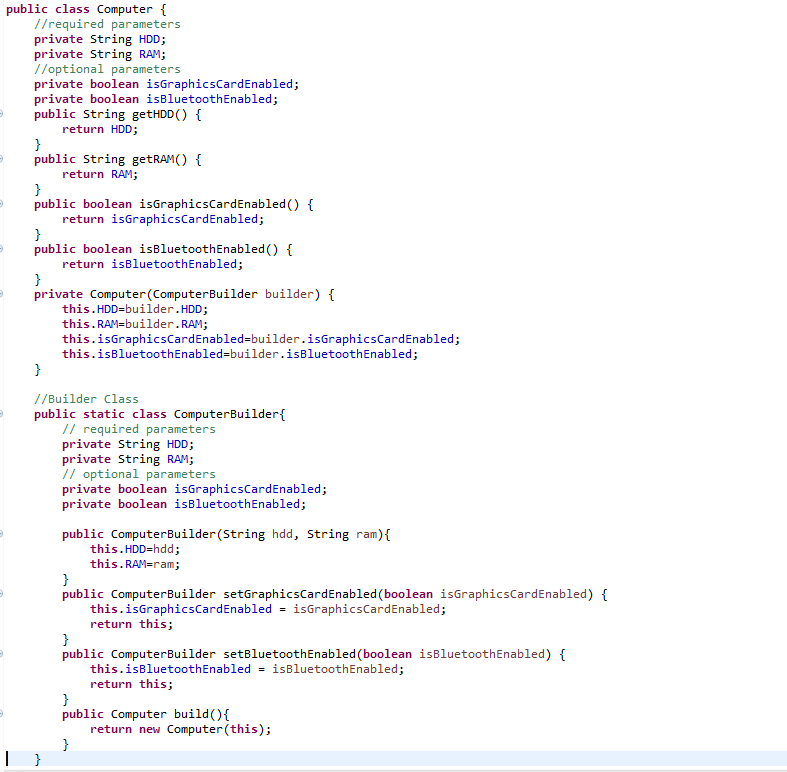 public class Computer {
    //required parameters
    private String HDD;
    private String RAM;
    //optional parameters
    private boolean isGraphicsCardEnabled;
    private boolean isBluetoothEnabled;
    public String getHDD() {
        return HDD;
    }
    public String getRAM() {
        return RAM;
    }
    public boolean isGraphicsCardEnabled() {
        return isGraphicsCardEnabled;
    }
    public boolean isBluetoothEnabled() {
        return isBluetoothEnabled;
    }
    private Computer(ComputerBuilder builder) {
        this.HDD=builder.HDD;
        this.RAM=builder.RAM;
        this.isGraphicsCardEnabled=builder.isGraphicsCardEnabled;
        this.isBluetoothEnabled=builder.isBluetoothEnabled;
    }

    //Builder Class
    public static class ComputerBuilder{
        // required parameters
        private String HDD;
        private String RAM;
        // optional parameters
        private boolean isGraphicsCardEnabled;
        private boolean isBluetoothEnabled;

        public ComputerBuilder(String hdd, String ram){
            this.HDD=hdd;
            this.RAM=ram;
        }
        public ComputerBuilder setGraphicsCardEnabled(boolean isGraphicsCardEnabled) {
            this.isGraphicsCardEnabled = isGraphicsCardEnabled;
            return this;
        }
        public ComputerBuilder setBluetoothEnabled(boolean isBluetoothEnabled) {
            this.isBluetoothEnabled = isBluetoothEnabled;
            return this;
        }
        public Computer build(){
            return new Computer(this);
        }
    }